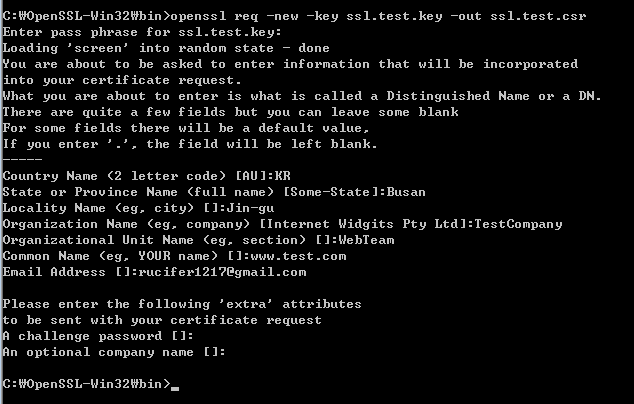 C:₩OpenSSL-Win32₩bin>openssl req -new -key ssl.test.key -out ssl.test.csr
Enter pass phrase for ssl.test.key:
Loading 'screen' into random state - done
You are about to be asked to enter information that will be incorporated
into your certificate request.
What you are about to enter is what is called a Distinguished Name or a DN.
There are quite a few fields but you can leave some blank
For some fields there will be a default value,
If you enter '.', the field will be left blank.
-----
Country Name (2 letter code) [AU]:KR
State or Province Name (full name) [Some-State]:Busan
Locality Name (eg, city) []:Jin-gu
Organization Name (eg, company) [Internet Widgits Pty Ltd]:TestCompany
Organizational Unit Name (eg, section) []:WebTeam
Common Name (eg, YOUR name) []:www.test.com
Email Address []:rucifer1217@gmail.com

Please enter the following 'extra' attributes
to be sent with your certificate request
A challenge password []:
An optional company name []:

C:₩OpenSSL-Win32₩bin>_